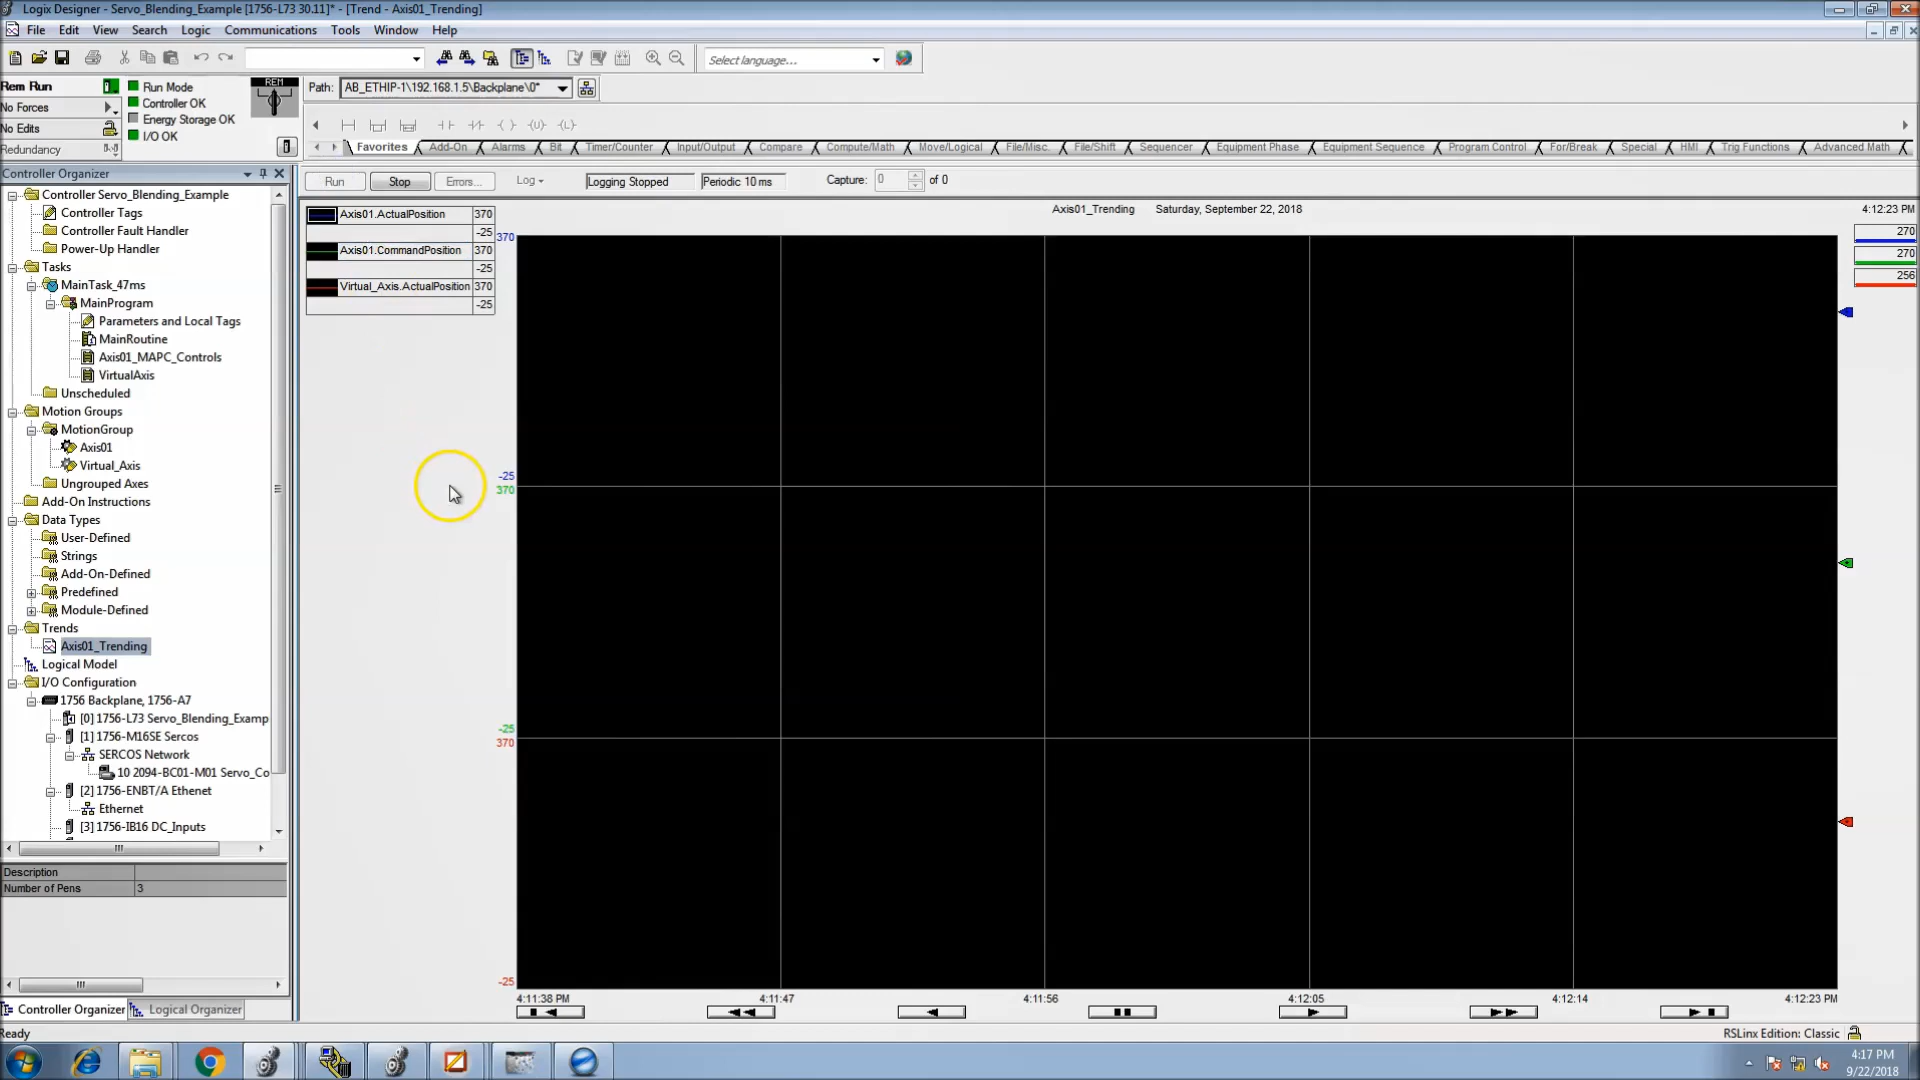 Logix Designer - Servo_Blending_Example [1756-L73 30.11]* - [Trend - Axis01_Trending]
File Edit View Search Logic Communications Tools Window Help
Select language...
Rem Run
No Forces
No Edits
Redundancy
Run Mode
Controller OK
Energy Storage OK
I/O OK
REM
Path: AB_ETHIP-1\192.168.1.5\Backplane\0*
Favorites Add-On Alarms Bit Timer/Counter Input/Output Compare Compute/Math Move/Logical File/Misc. File/Shift Sequencer Equipment Phase Equipment Sequence Program Control For/Break Special HMI Trig Functions Advanced Math
Controller Organizer
Run Stop Errors... Log Logging Stopped Periodic 10 ms Capture: 0 of 0
Controller Servo_Blending_Example
Controller Tags
Controller Fault Handler
Power-Up Handler
Tasks
MainTask_47ms
MainProgram
Parameters and Local Tags
MainRoutine
Axis01_MAPC_Controls
VirtualAxis
Unscheduled
Motion Groups
MotionGroup
Axis01
Virtual_Axis
Ungrouped Axes
Add-On Instructions
Data Types
User-Defined
Strings
Add-On-Defined
Predefined
Module-Defined
Trends
Axis01_Trending
Logical Model
I/O Configuration
1756 Backplane, 1756-A7
[0] 1756-L73 Servo_Blending_Examp
[1] 1756-M16SE Sercos
SERCOS Network
10 2094-BC01-M01 Servo_Co
[2] 1756-ENBT/A Ethenet
Ethernet
[3] 1756-IB16 DC_Inputs
Description
Number of Pens 3
Controller Organizer Logical Organizer
Axis01.ActualPosition 370
-25
Axis01.CommandPosition 370
-25
Virtual_Axis.ActualPosition 370
-25
Axis01_Trending Saturday, September 22, 2018
4:12:23 PM
270
270
256
370
-25
370
-25
370
-25
4:11:38 PM 4:11:47 4:11:56 4:12:05 4:12:14 4:12:23 PM
Ready
RSLinx Edition: Classic
4:17 PM
9/22/2018